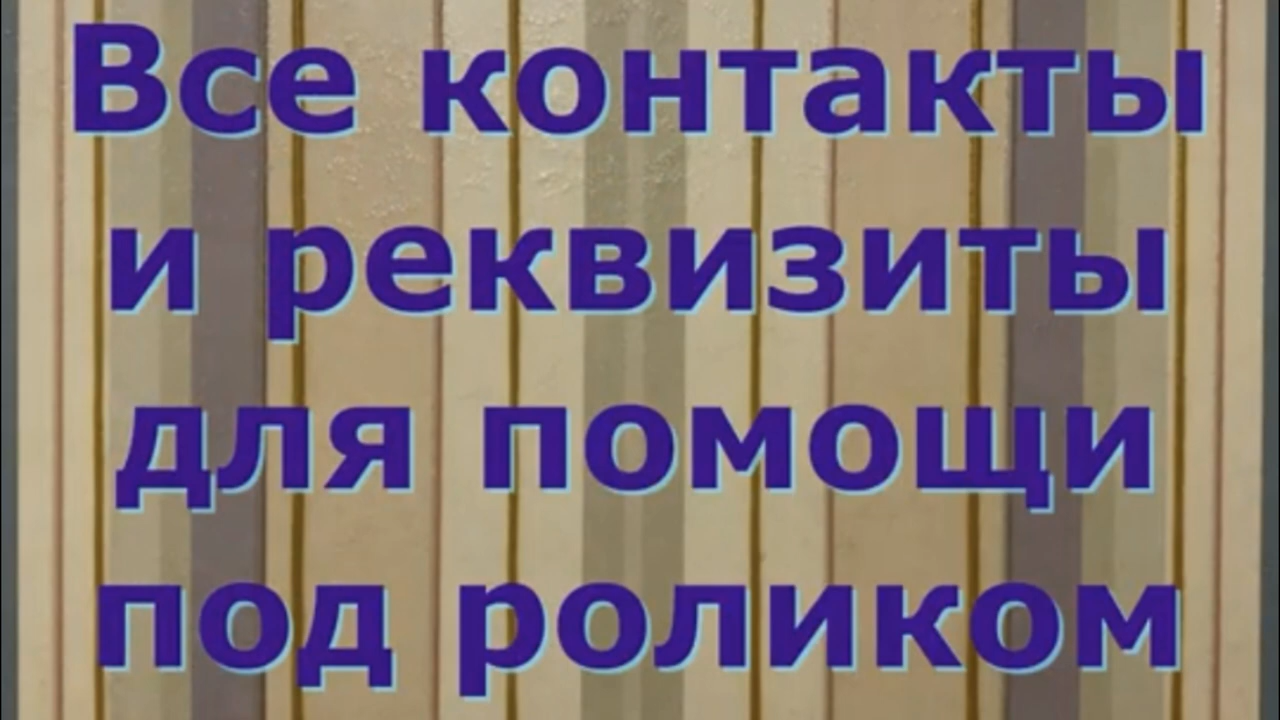 Все контакты
и реквизиты
для помощи
под роликом